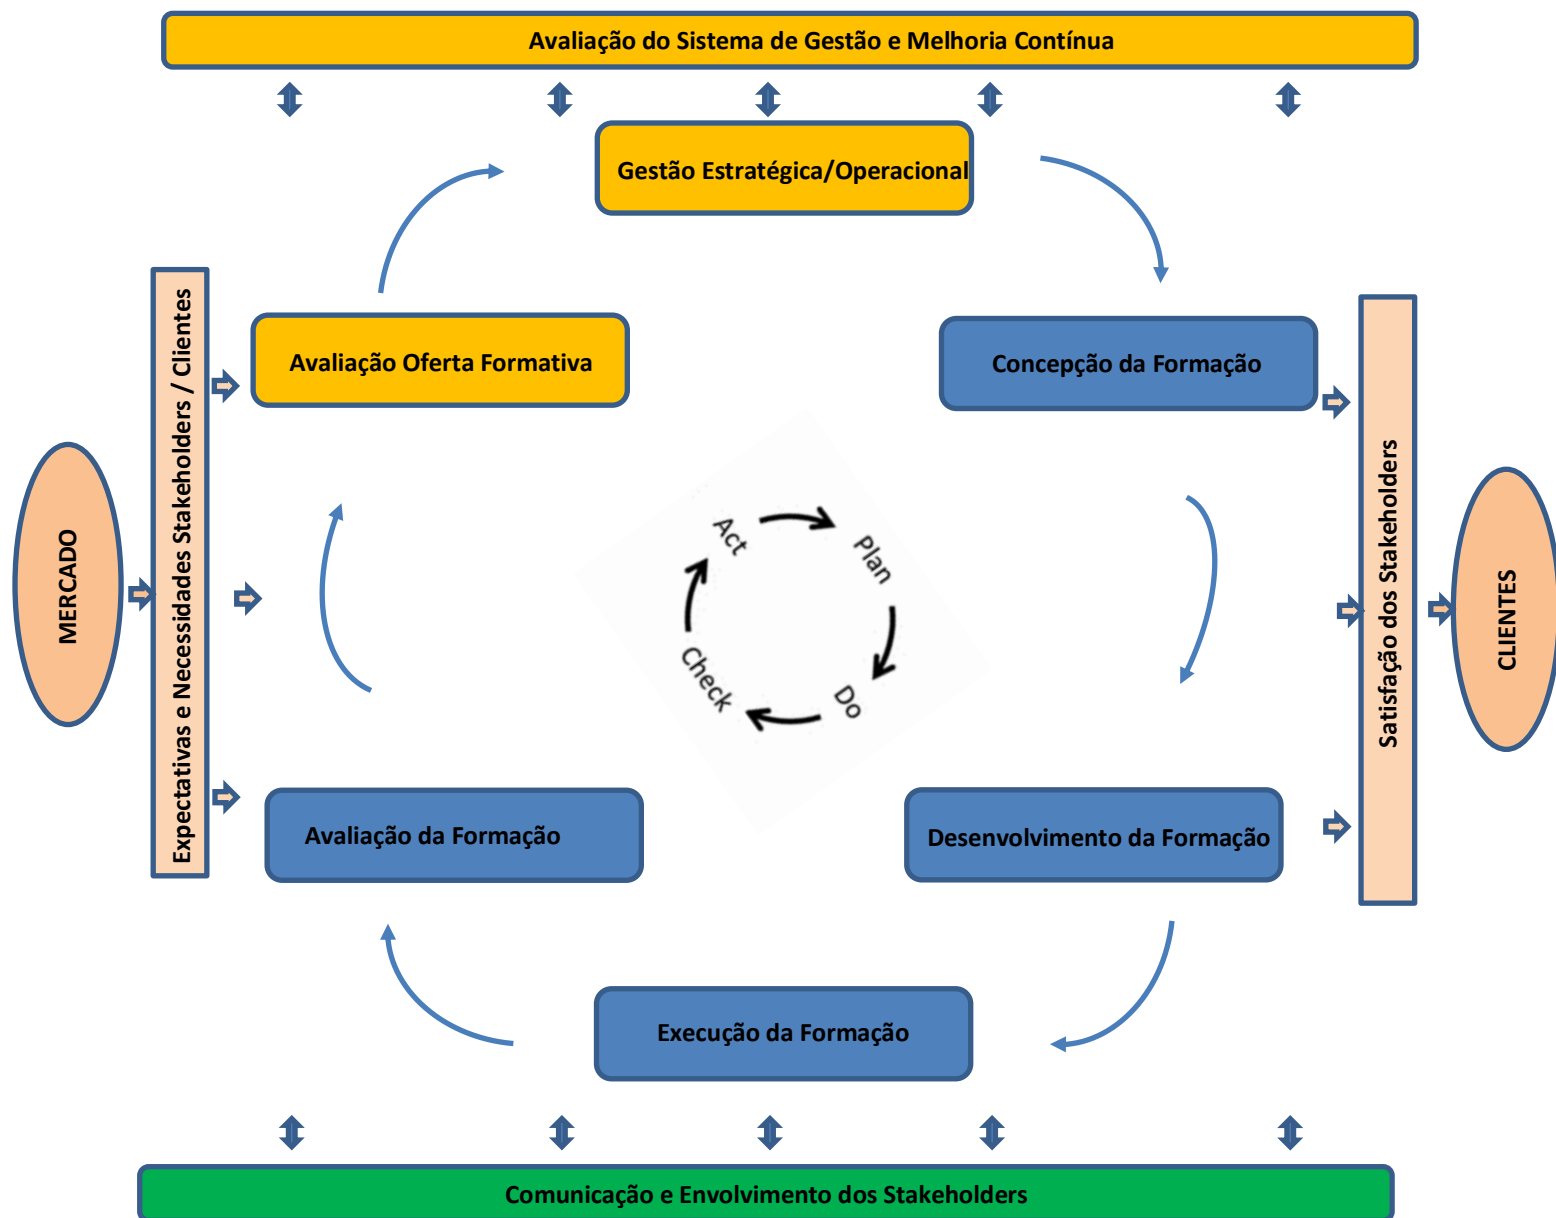 Avaliação do Sistema de Gestão e Melhoria Contínua
Gestão Estratégica/Operacional
Avaliação Oferta Formativa
Concepção da Formação
Expectativas e Necessidades Stakeholders / Clientes
MERCADO
Act
Plan
Do
Check
Satisfação dos Stakeholders
CLIENTES
Avaliação da Formação
Desenvolvimento da Formação
Execução da Formação
Comunicação e Envolvimento dos Stakeholders